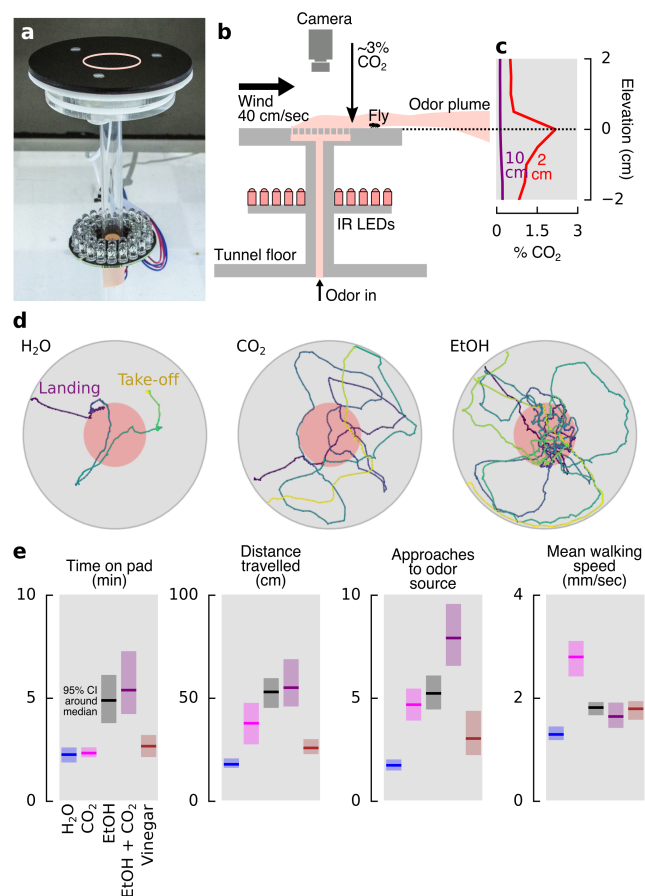 a
b
Camera
~3%
CO₂
Wind
40 cm/sec
Fly
Odor plume
IR LEDs
Tunnel floor
Odor in
c
2
0
−2
Elevation (cm)
10
cm
2
cm
0
1.5
3
% CO₂
d
H₂O
Landing
Take-off
CO₂
EtOH
e
Time on pad
(min)
10
5
0
95% CI
around
median
H₂O
CO₂
EtOH
EtOH + CO₂
Vinegar
Distance
travelled
(cm)
100
50
0
Approaches
to odor
source
10
5
0
Mean walking
speed
(mm/sec)
4
2
0